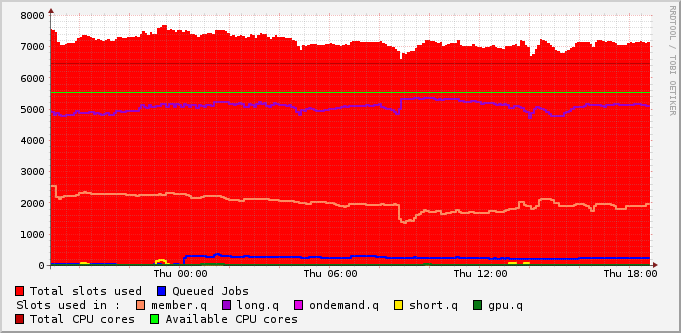 RRDTOOL / TOBI OETIKER
8000
7000
6000
5000
4000
3000
2000
1000
0
Thu 00:00 Thu 06:00 Thu 12:00 Thu 18:00
Total slots used Queued Jobs
Slots used in : member.q long.q ondemand.q short.q gpu.q
Total CPU cores Available CPU cores